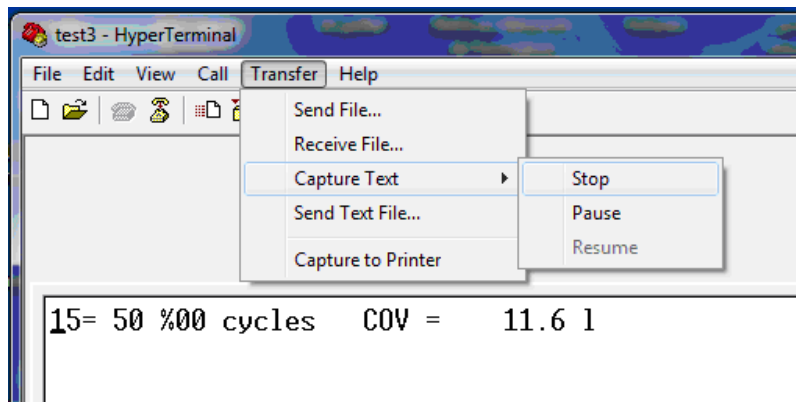 test3 - HyperTerminal
File Edit View Call Transfer Help
Send File...
Receive File...
Capture Text
Stop
Send Text File...
Pause
Resume
Capture to Printer
15= 50 %00 cycles COV = 11.6 l